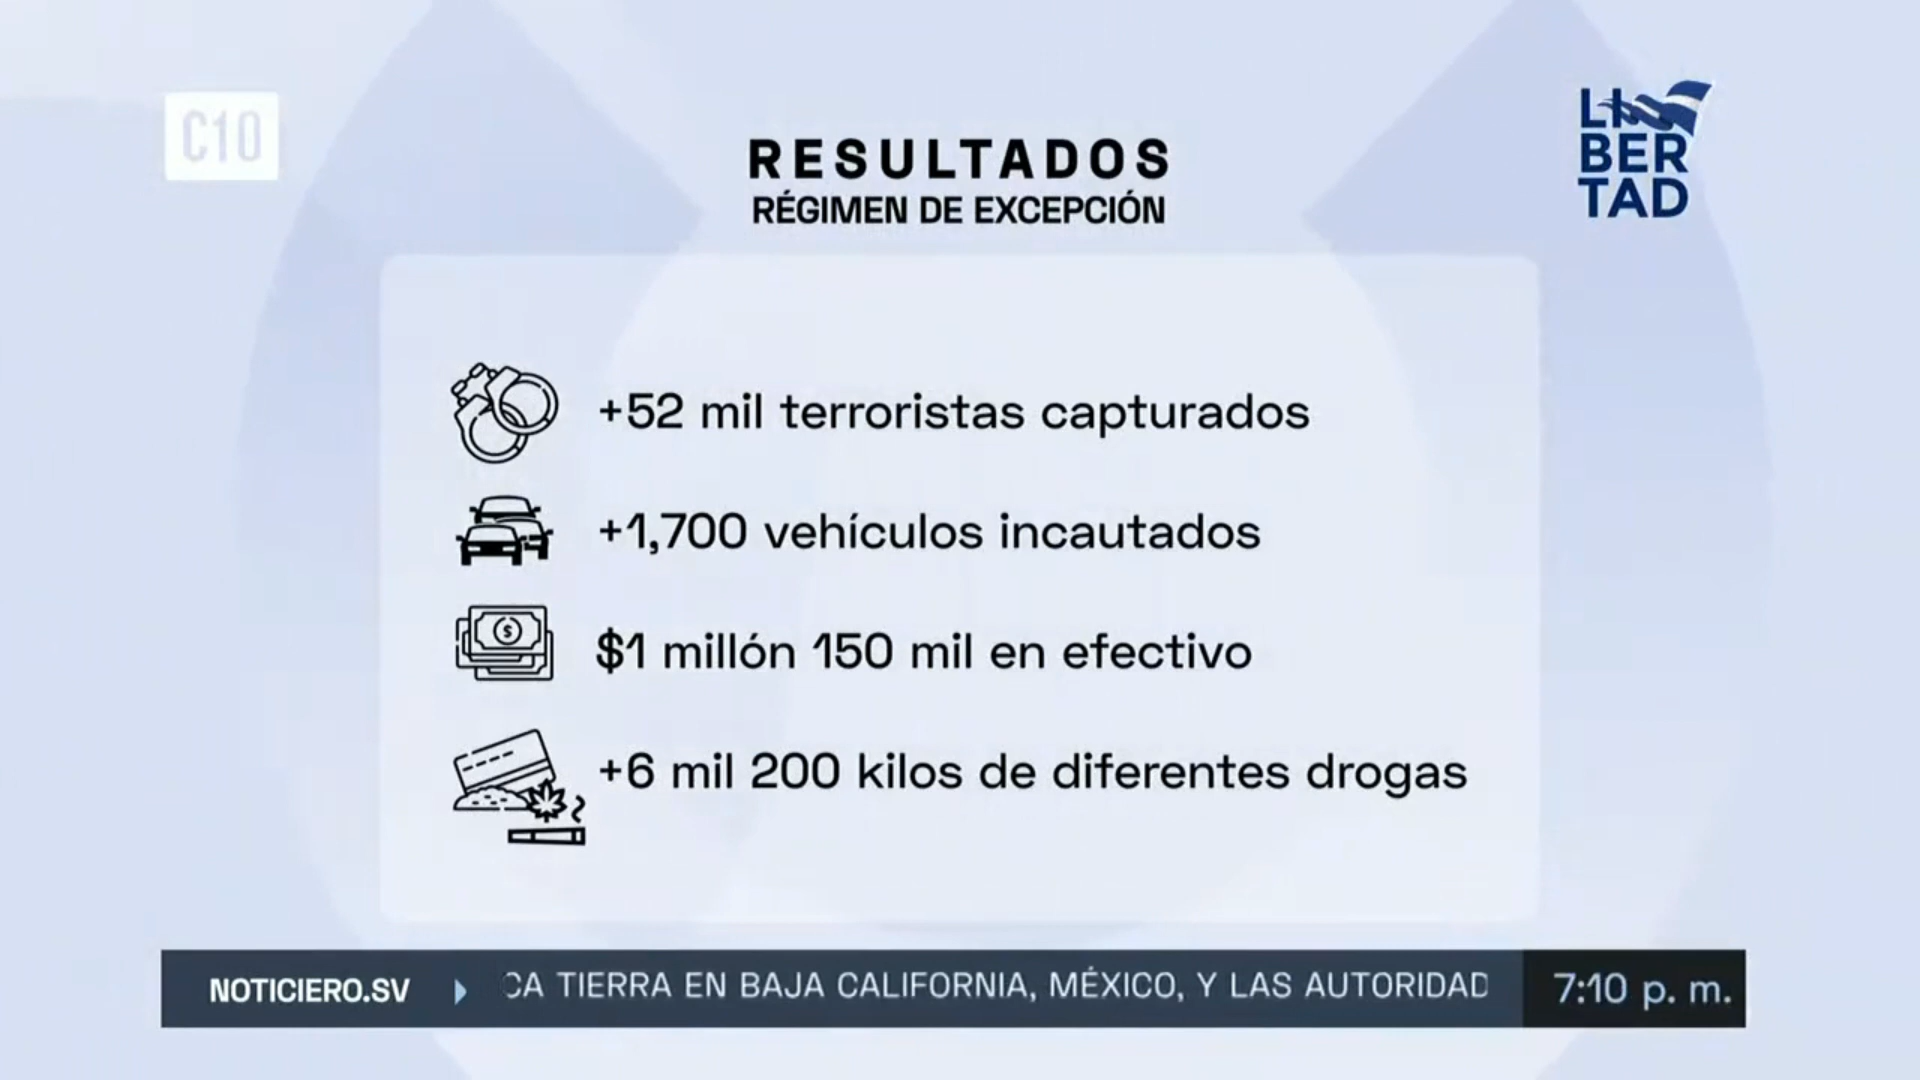 C10
LI
BER
TAD
RESULTADOS
RÉGIMEN DE EXCEPCIÓN
+52 mil terroristas capturados
+1,700 vehículos incautados
$1 millón 150 mil en efectivo
+6 mil 200 kilos de diferentes drogas
NOTICIERO.SV CA TIERRA EN BAJA CALIFORNIA, MÉXICO, Y LAS AUTORIDAD 7:10 p. m.